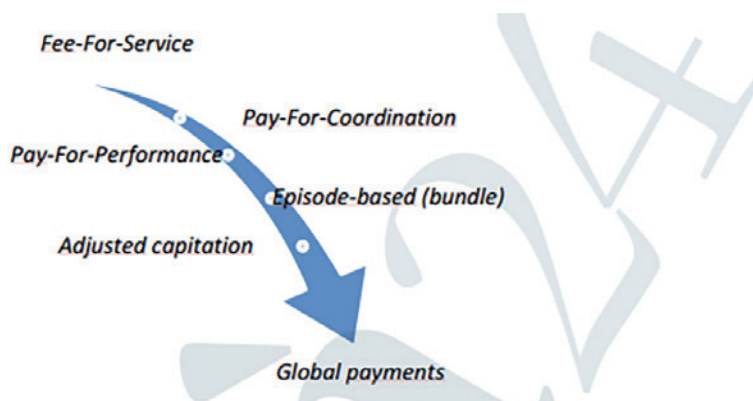 Fee-For-Service
Pay-For-Coordination
Pay-For-Performance
Episode-based (bundle)
Adjusted capitation
Global payments